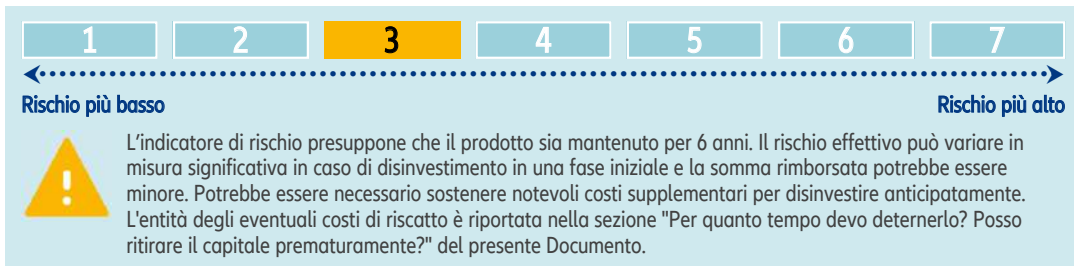 1 2 3 4 5 6 7
Rischio più basso Rischio più alto
L'indicatore di rischio presuppone che il prodotto sia mantenuto per 6 anni. Il rischio effettivo può variare in
misura significativa in caso di disinvestimento in una fase iniziale e la somma rimborsata potrebbe essere
minore. Potrebbe essere necessario sostenere notevoli costi supplementari per disinvestire anticipatamente.
L'entità degli eventuali costi di riscatto è riportata nella sezione "Per quanto tempo devo deternerlo? Posso
ritirare il capitale prematuramente?" del presente Documento.